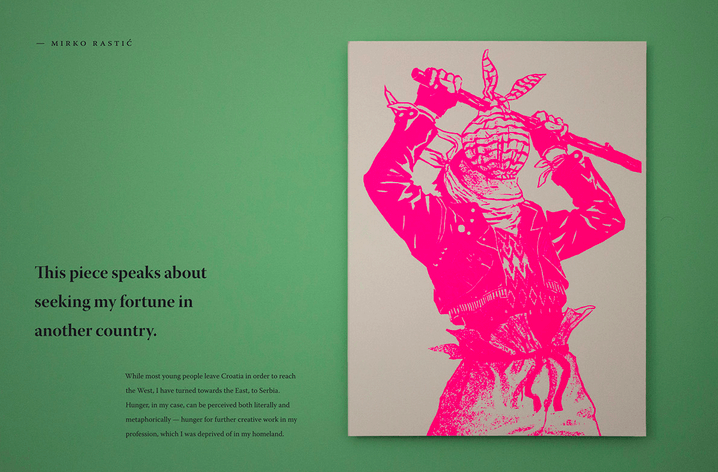 — MIRKO RASTIĆ
This piece speaks about
seeking my fortune in
another country.
While most young people leave Croatia in order to reach
the West, I have turned towards the East, to Serbia.
Hunger, in my case, can be perceived both literally and
metaphorically — hunger for further creative work in my
profession, which I was deprived of in my homeland.